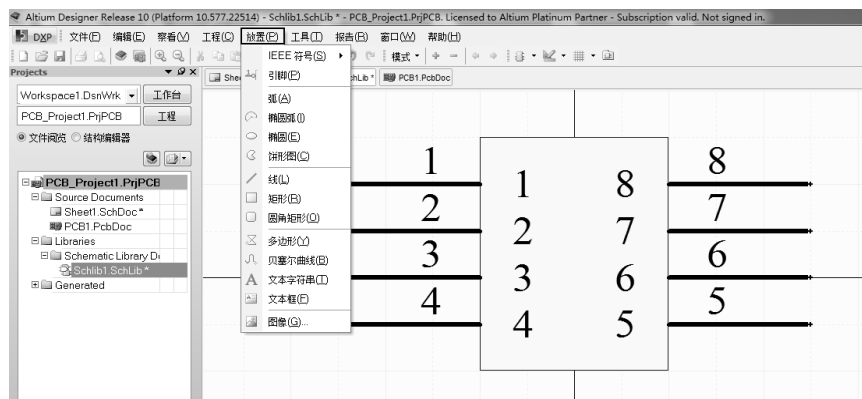 Altium Designer Release 10 (Platform 10.577.22514) - Schlib1.SchLib * - PCB_Project1.PrjPCB. Licensed to Altium Platinum Partner - Subscription valid. Not signed in.
DXP 文件(F) 编辑(E) 察看(V) 工程(C) 放置(P) 工具(T) 报告(R) 窗口(W) 帮助(H)
模式
Projects
Workspace1.DsnWrk 工作台
PCB_Project1.PrjPCB 工程
文件阅览 结构编辑器
PCB_Project1.PrjPCB
Source Documents
Sheet1.SchDoc *
PCB1.PcbDoc
Libraries
Schematic Library D
Schlib1.SchLib *
Generated
IEEE 符号(S)
引脚(P)
弧(A)
椭圆弧(I)
椭圆(E)
饼形图(C)
线(L)
矩形(R)
圆角矩形(O)
多边形(Y)
贝塞尔曲线(B)
文本字符串(T)
文本框(F)
图像(G)...
Shee hLib * PCB1.PcbDoc
1 1 8 8
2 2 7 7
3 3 6 6
4 4 5 5